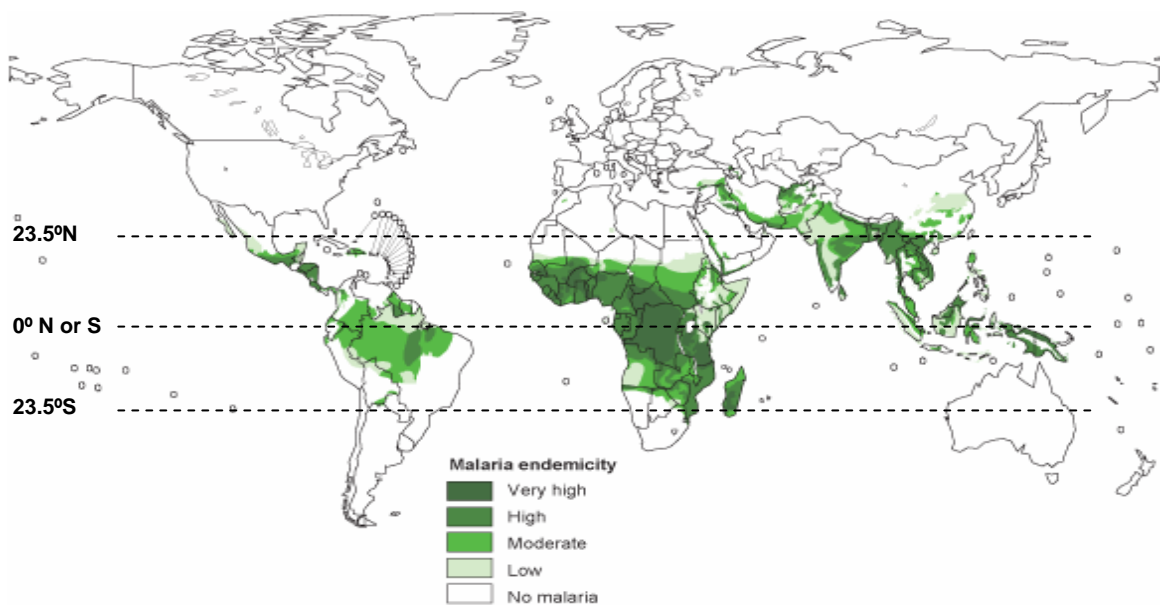 23.5ºN
0º N or S
23.5ºS
Malaria endemicity
Very high
High
Moderate
Low
No malaria